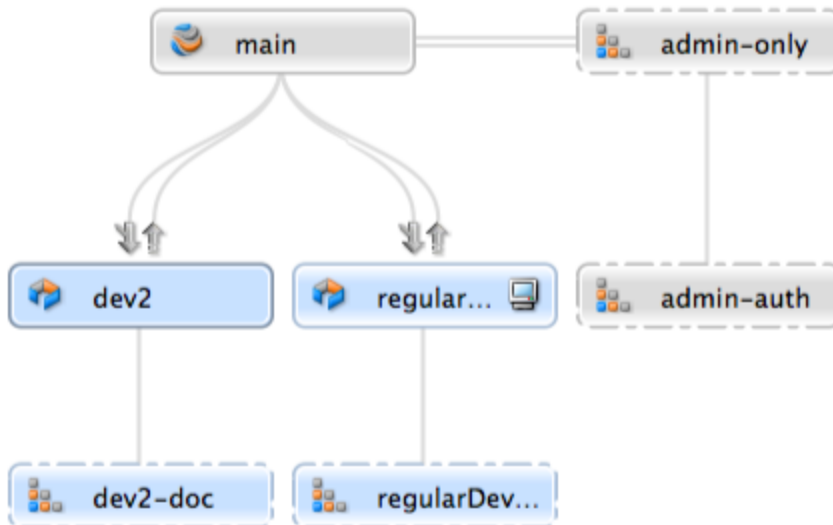 main
admin-only
dev2
regular...
admin-auth
dev2-doc
regularDev...